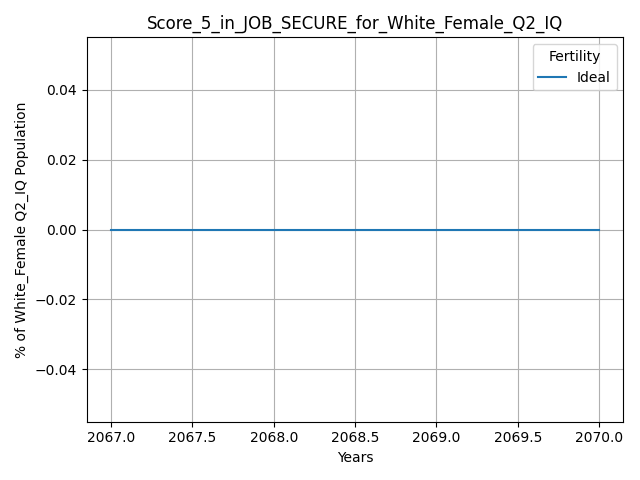 Score_5_in_JOB_SECURE_for_White_Female_Q2_IQ
Fertility
Ideal
% of White_Female Q2_IQ Population
0.04
0.02
0.00
−0.02
−0.04
2067.0 2067.5 2068.0 2068.5 2069.0 2069.5 2070.0
Years